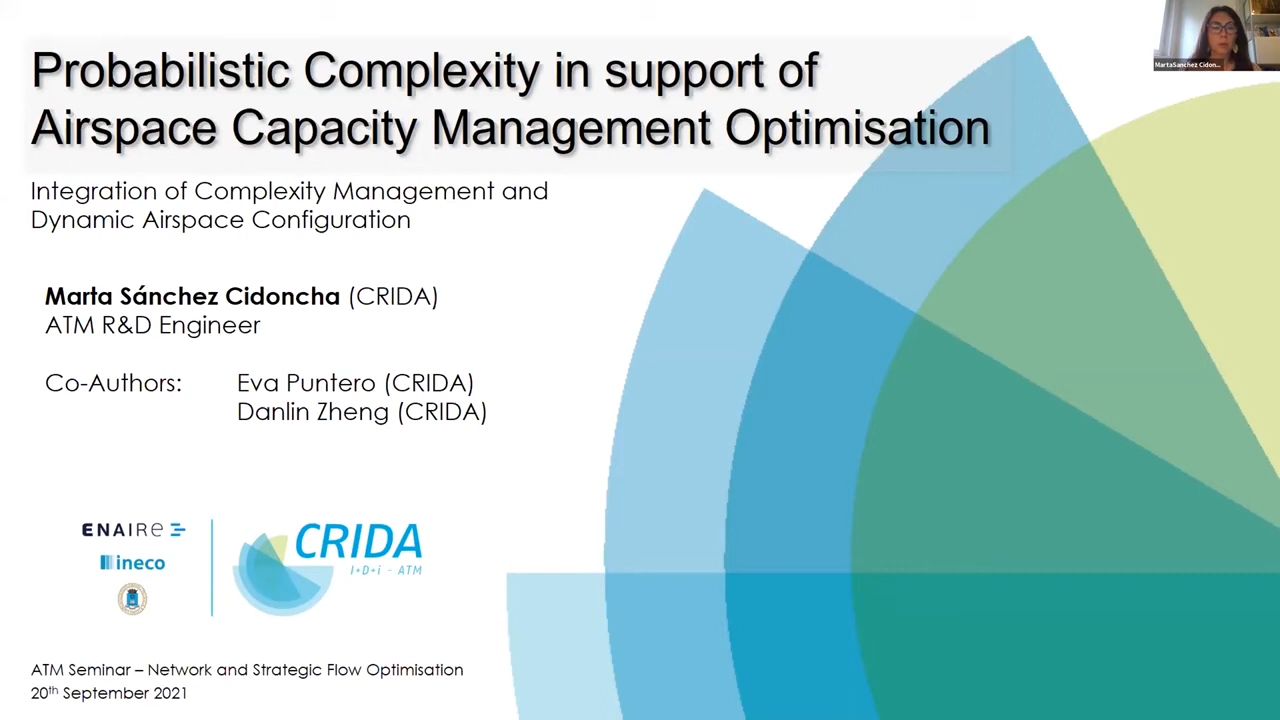 Probabilistic Complexity in support of
Airspace Capacity Management Optimisation
MartaSanchez Cidon...
Integration of Complexity Management and
Dynamic Airspace Configuration
Marta Sánchez Cidoncha (CRIDA)
ATM R&D Engineer
Co-Authors: Eva Puntero (CRIDA)
Danlin Zheng (CRIDA)
ENAIRe
ineco
CRIDA
I+D+i - ATM
ATM Seminar – Network and Strategic Flow Optimisation
20th September 2021